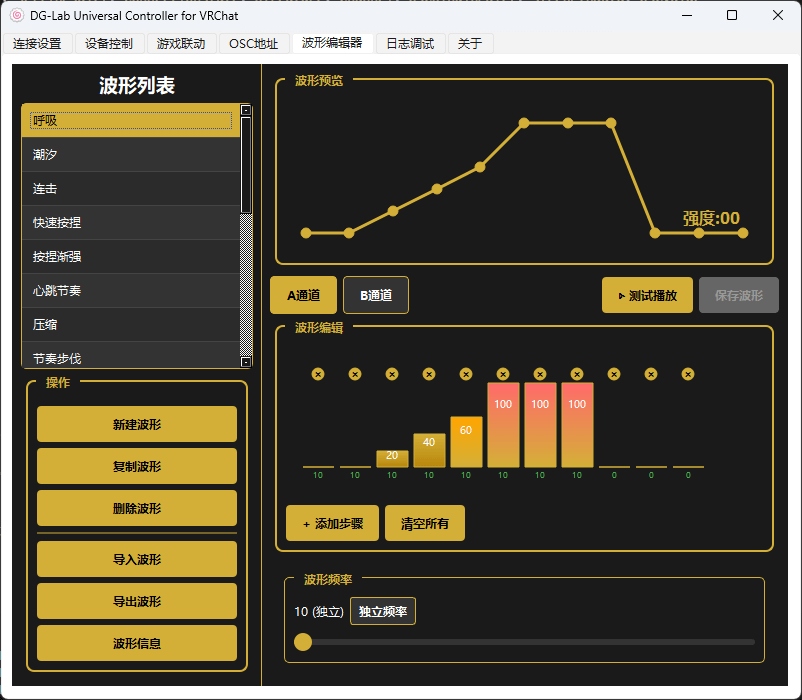 DG-Lab Universal Controller for VRChat
连接设置 设备控制 游戏联动 OSC地址 波形编辑器 日志调试 关于
波形列表
呼吸
潮汐
连击
快速按捏
按捏渐强
心跳节奏
压缩
节奏步伐
操作
新建波形
复制波形
删除波形
导入波形
导出波形
波形信息
波形预览
强度:00
A通道 B通道 测试播放 保存波形
波形编辑
20 40 60 100 100 100
10 10 10 10 10 10 10 10 0 0 0
+ 添加步骤 清空所有
波形频率
10 (独立) 独立频率